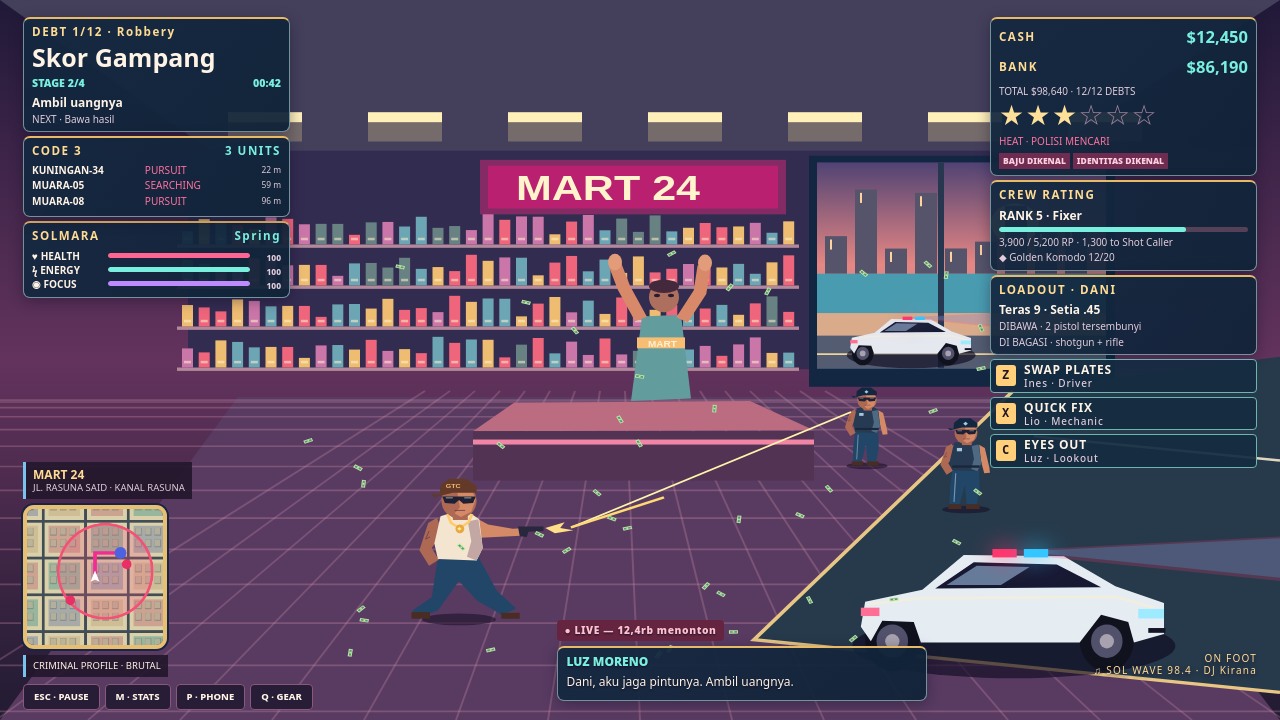 DEBT 1/12 · Robbery
Skor Gampang
STAGE 2/4 00:42
Ambil uangnya
NEXT · Bawa hasil
CODE 3 3 UNITS
KUNINGAN-34 PURSUIT 22 m
MUARA-05 SEARCHING 59 m
MUARA-08 PURSUIT 96 m
SOLMARA Spring
♥ HEALTH 100
ϟ ENERGY 100
◉ FOCUS 100
MART 24
MART
GTC
CASH $12,450
BANK $86,190
TOTAL $98,640 · 12/12 DEBTS
★★★☆☆☆☆
HEAT · POLISI MENCARI
BAJU DIKENAL IDENTITAS DIKENAL
CREW RATING
RANK 5 · Fixer
3,900 / 5,200 RP · 1,300 to Shot Caller
◆ Golden Komodo 12/20
LOADOUT · DANI
Teras 9 · Setia .45
DIBAWA · 2 pistol tersembunyi
DI BAGASI · shotgun + rifle
Z SWAP PLATES
Ines · Driver
X QUICK FIX
Lio · Mechanic
C EYES OUT
Luz · Lookout
MART 24
JL. RASUNA SAID · KANAL RASUNA
CRIMINAL PROFILE · BRUTAL
ESC · PAUSE M · STATS P · PHONE Q · GEAR
● LIVE — 12,4rb menonton
LUZ MORENO
Dani, aku jaga pintunya. Ambil uangnya.
ON FOOT
♫ SOL WAVE 98.4 · DJ Kirana